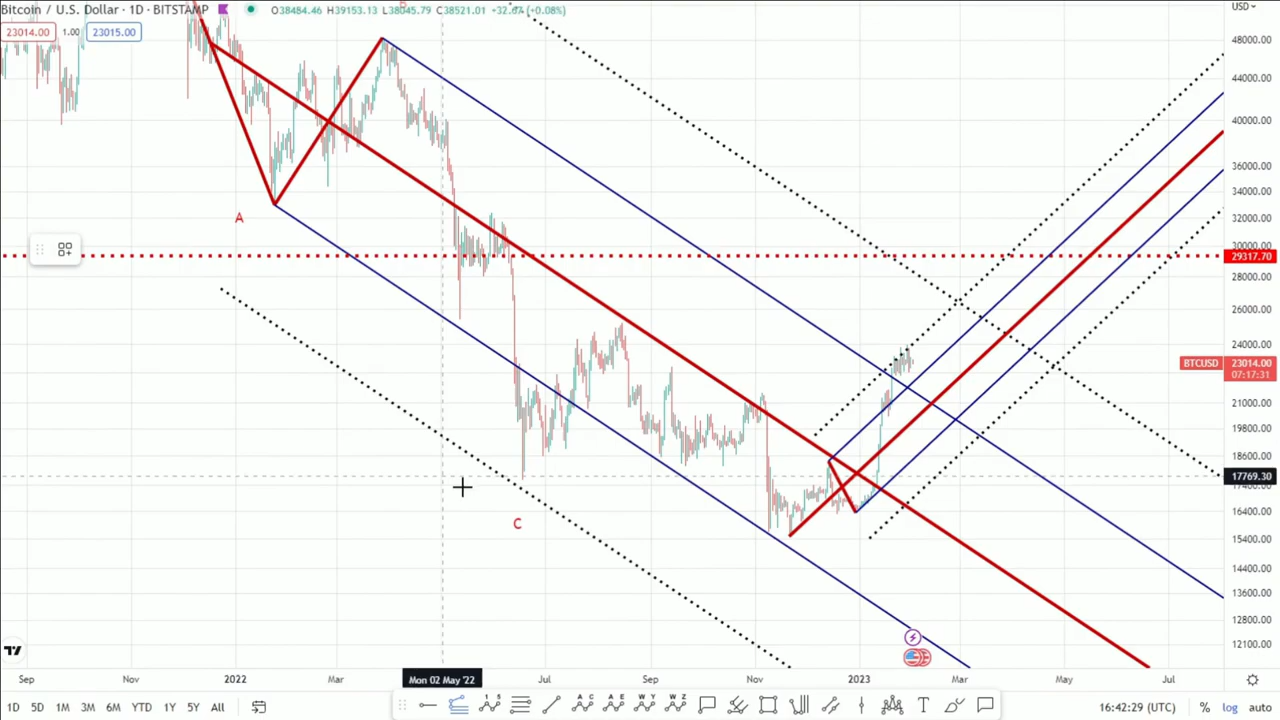 Bitcoin / U.S. Dollar · 1D · BITSTAMP O38484.46 H39153.13 L38045.79 C38521.01 +32.67 (+0.08%)
USD
23014.00 1.00 23015.00
48000.00
44000.00
40000.00
36000.00
34000.00
A
32000.00
30000.00
29317.70
28000.00
26000.00
24000.00
BTCUSD 23014.00
07:17:31
21000.00
19800.00
18600.00
17769.30
17400.00
16400.00
C
15400.00
14400.00
13600.00
12800.00
12100.00
Sep Nov 2022 Mar Mon 02 May '22 Jul Sep Nov 2023 Mar May Jul
1D 5D 1M 3M 6M YTD 1Y 5Y All
1 5 A C A E W Y W Z
16:42:29 (UTC) % log auto